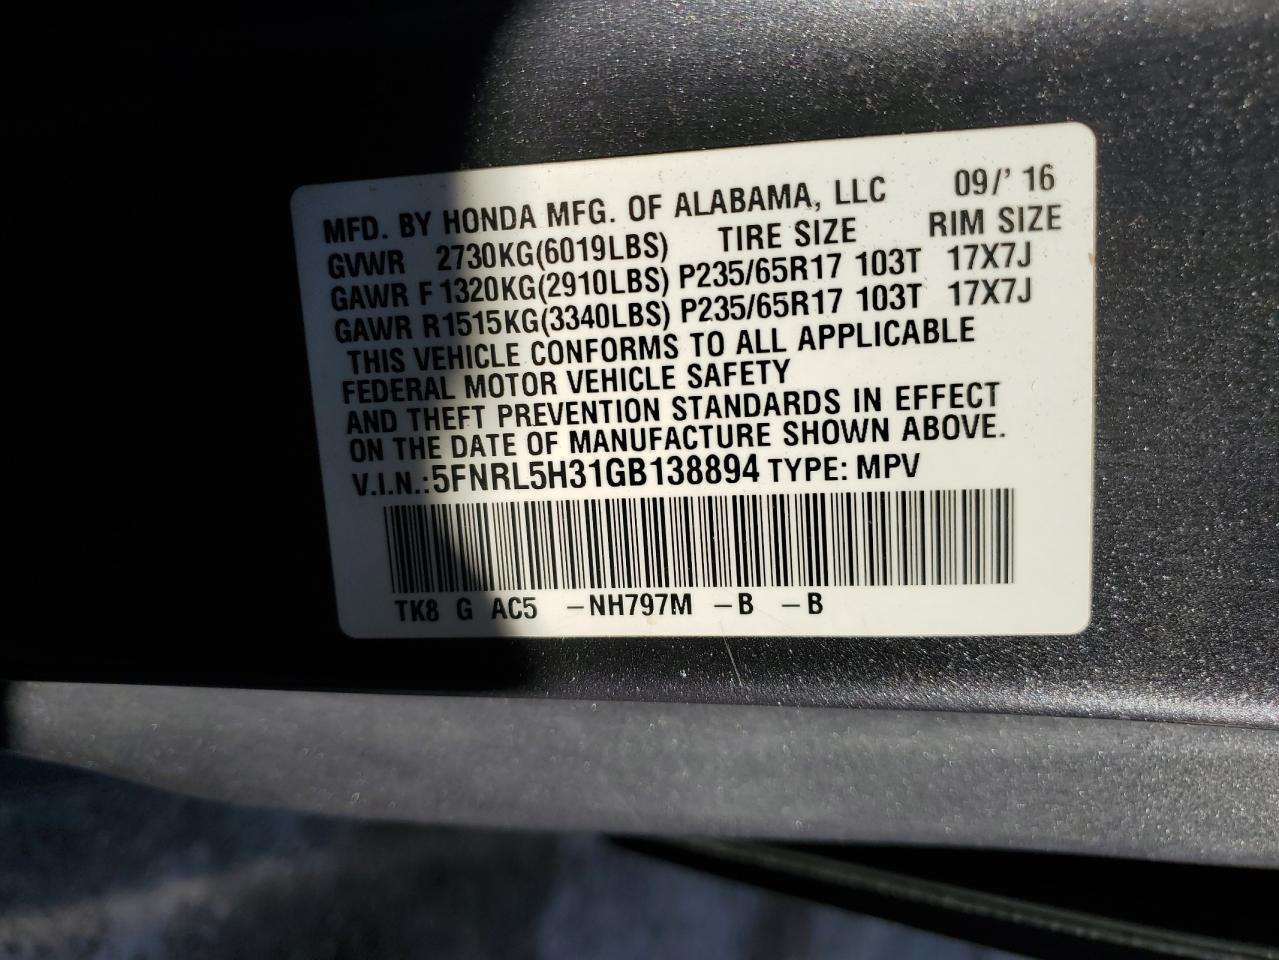 MFD. BY HONDA MFG. OF ALABAMA, LLC 09/' 16
GVWR 2730KG(6019LBS) TIRE SIZE RIM SIZE
GAWR F 1320KG(2910LBS) P235/65R17 103T 17X7J
GAWR R1515KG(3340LBS) P235/65R17 103T 17X7J
THIS VEHICLE CONFORMS TO ALL APPLICABLE
FEDERAL MOTOR VEHICLE SAFETY
AND THEFT PREVENTION STANDARDS IN EFFECT
ON THE DATE OF MANUFACTURE SHOWN ABOVE.
V.I.N.:5FNRL5H31GB138894 TYPE: MPV
TK8 G AC5 -NH797M -B -B